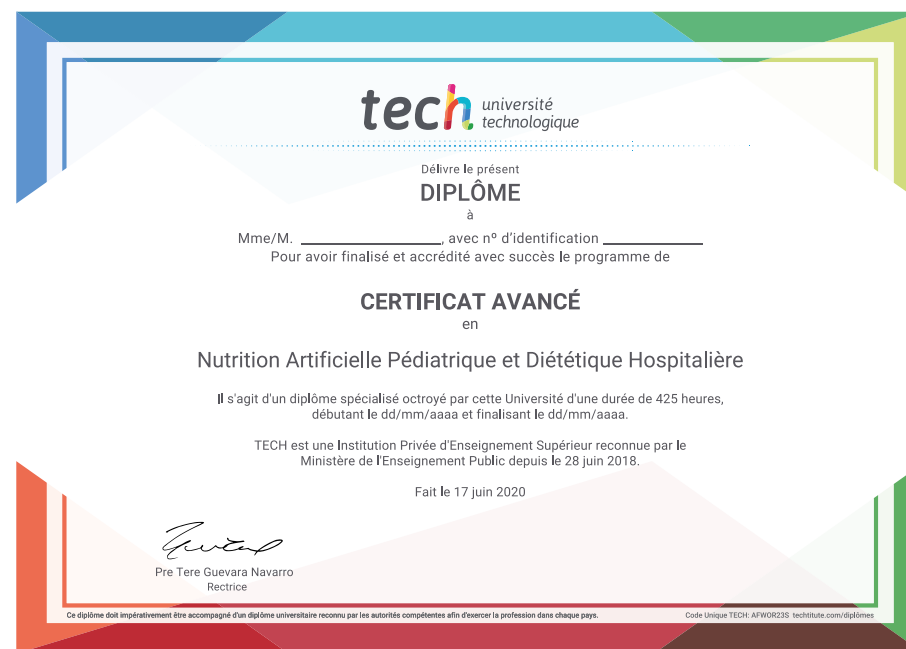 tech université
technologique
Délivre le présent
DIPLÔME
à
Mme/M. ____________________, avec nº d'identification ______________
Pour avoir finalisé et accrédité avec succès le programme de
CERTIFICAT AVANCÉ
en
Nutrition Artificielle Pédiatrique et Diététique Hospitalière
Il s'agit d'un diplôme spécialisé octroyé par cette Université d'une durée de 425 heures,
débutant le dd/mm/aaaa et finalisant le dd/mm/aaaa.
TECH est une Institution Privée d'Enseignement Supérieur reconnue par le
Ministère de l'Enseignement Public depuis le 28 juin 2018.
Fait le 17 juin 2020
Pre Tere Guevara Navarro
Rectrice
Ce diplôme doit impérativement être accompagné d'un diplôme universitaire reconnu par les autorités compétentes afin d'exercer la profession dans chaque pays.
Code Unique TECH: AFWOR23S techtitute.com/diplômes